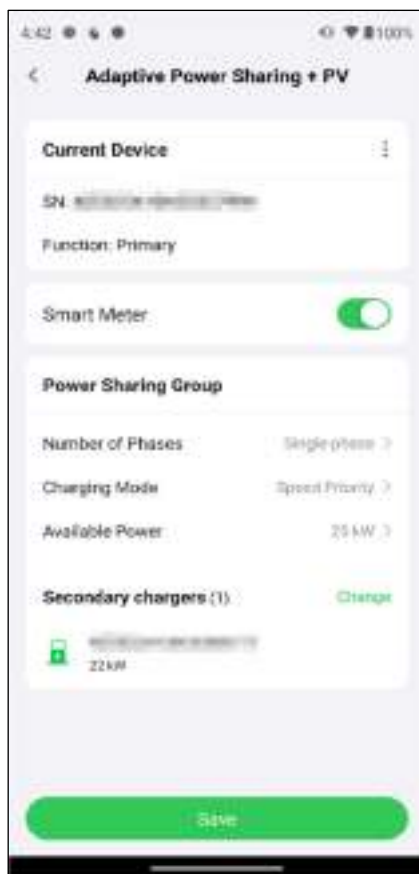 4:42 100%
Adaptive Power Sharing + PV
Current Device
SN:
Function: Primary
Smart Meter
Power Sharing Group
Number of Phases Single-phase
Charging Mode Speed Priority
Available Power 25 kW
Secondary chargers (1) Change
22 kW
Save